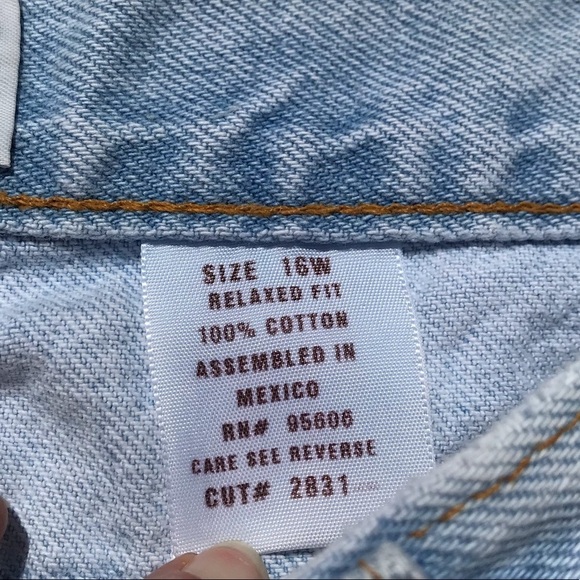 SIZE 16W
RELAXED FIT
100% COTTON
ASSEMBLED IN
MEXICO
RN# 95606
CARE SEE REVERSE
CUT# 2831